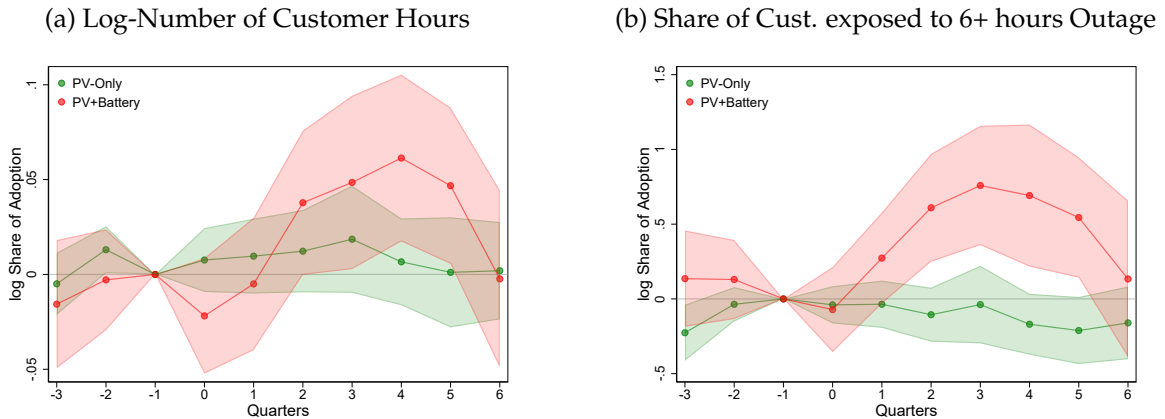 (a) Log-Number of Customer Hours
PV-Only
PV+Battery
log Share of Adoption
.1
.05
0
-.05
-3 -2 -1 0 1 2 3 4 5 6
Quarters
(b) Share of Cust. exposed to 6+ hours Outage
PV-Only
PV+Battery
log Share of Adoption
1.5
1
.5
0
-.5
-3 -2 -1 0 1 2 3 4 5 6
Quarters